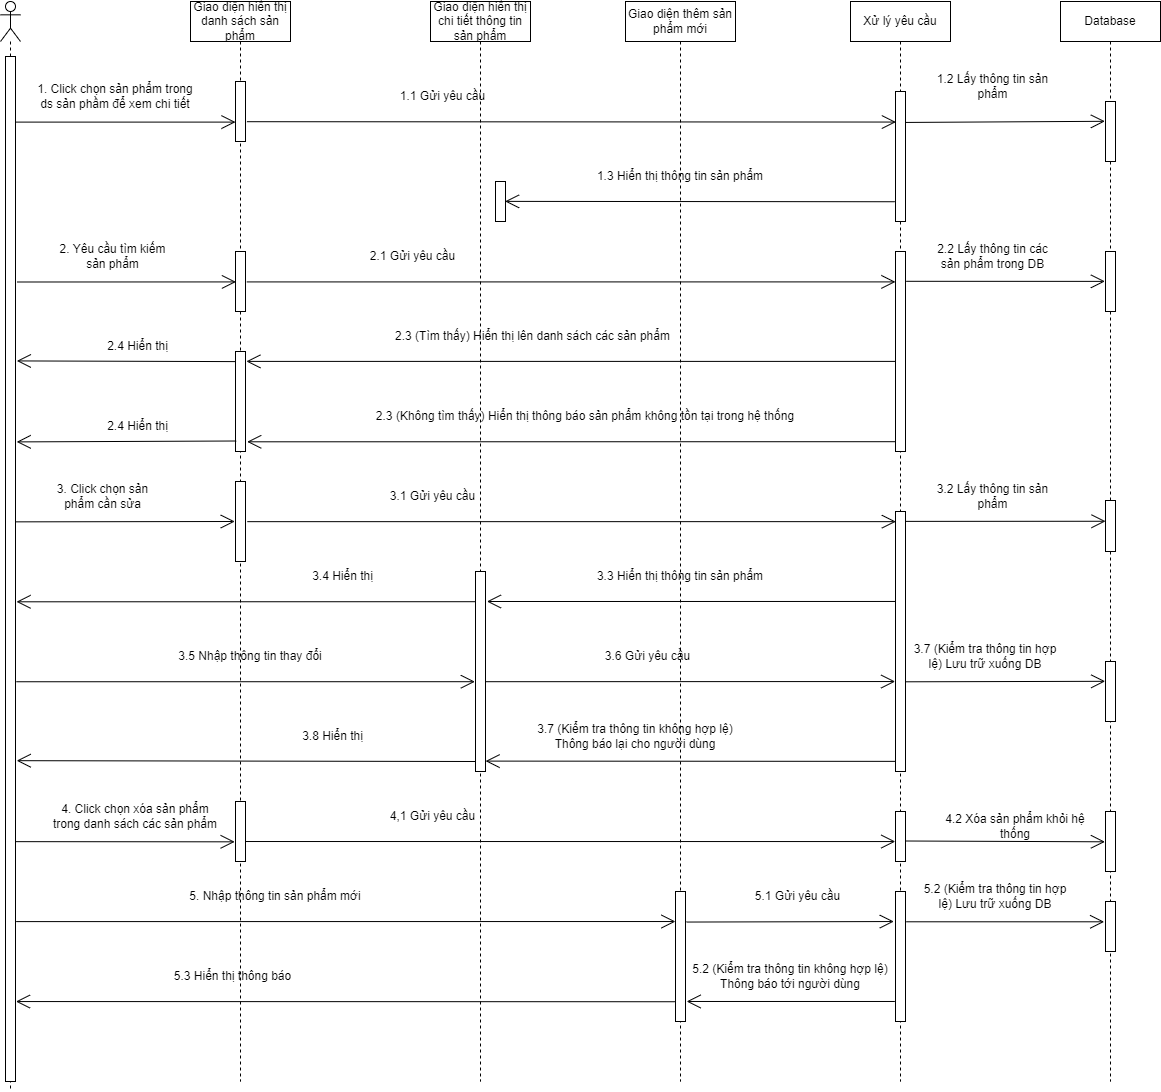 Giao diện hiển thị
danh sách sản
phẩm
Giao diện hiển thị
chi tiết thông tin
sản phẩm
Giao diện thêm sản
phẩm mới
Xử lý yêu cầu
Database
1. Click chọn sản phẩm trong
ds sản phầm để xem chi tiết
1.1 Gửi yêu cầu
1.2 Lấy thông tin sản
phẩm
1.3 Hiển thị thông tin sản phẩm
2. Yêu cầu tìm kiếm
sản phẩm
2.1 Gửi yêu cầu
2.2 Lấy thông tin các
sản phẩm trong DB
2.3 (Tìm thấy) Hiển thị lên danh sách các sản phẩm
2.4 Hiển thị
2.3 (Không tìm thấy) Hiển thị thông báo sản phẩm không tồn tại trong hệ thống
2.4 Hiển thị
3. Click chọn sản
phẩm cần sửa
3.1 Gửi yêu cầu
3.2 Lấy thông tin sản
phẩm
3.4 Hiển thị
3.3 Hiển thị thông tin sản phẩm
3.5 Nhập thông tin thay đổi
3.6 Gửi yêu cầu
3.7 (Kiểm tra thông tin hợp
lệ) Lưu trữ xuống DB
3.8 Hiển thị
3.7 (Kiểm tra thông tin không hợp lệ)
Thông báo lại cho người dùng
4. Click chọn xóa sản phẩm
trong danh sách các sản phẩm
4,1 Gửi yêu cầu
4.2 Xóa sản phẩm khỏi hệ
thống
5. Nhập thông tin sản phẩm mới
5.1 Gửi yêu cầu
5.2 (Kiểm tra thông tin hợp
lệ) Lưu trữ xuống DB
5.3 Hiển thị thông báo
5.2 (Kiểm tra thông tin không hợp lệ)
Thông báo tới người dùng